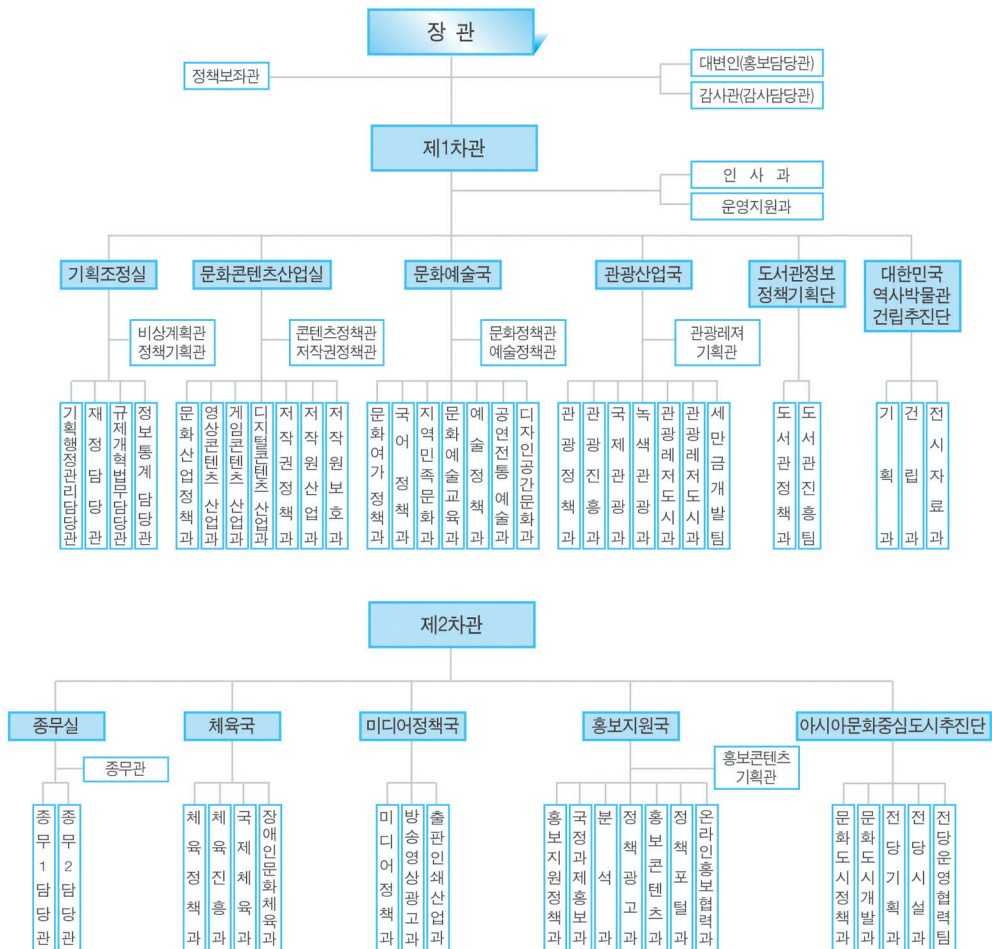 장 관
정책보좌관
대변인(홍보담당관)
감사관(감사담당관)
제1차관
인 사 과
운영지원과
기획조정실
문화콘텐츠산업실
문화예술국
관광산업국
도서관정보
정책기획단
대한민국
역사박물관
건립추진단
비상계획관
정책기획관
콘텐츠정책관
저작권정책관
문화정책관
예술정책관
관광레져
기획관
기획행정관리담당관
재정담당관
규제개혁법무담당관
정보통계담당관
문화산업정책과
영상콘텐츠산업과
게임콘텐츠산업과
디지털콘텐츠산업과
저작권정책과
저작원산업과
저작원보호과
문화여가정책과
국어정책과
지역민족문화과
문화예술교육과
예술정책과
공연전통예술과
디자인공간문화과
관광정책과
관광진흥과
국제관광과
녹색관광과
관광레저도시과
관광레저도시과
세만금개발팀
도서관정책과
도서관진흥팀
기획과
건립과
전시자료과
제2차관
종무실
체육국
미디어정책국
홍보지원국
아시아문화중심도시추진단
종무관
홍보콘텐츠
기획관
종무1담당관
종무2담당관
체육정책과
체육진흥과
국제체육과
장애인문화체육과
미디어정책과
방송영상광고과
출판인쇄산업과
홍보지원정책과
국정과제홍보과
분석과
정책광고과
홍보콘텐츠과
정책포털과
온라인홍보협력과
문화도시정책과
문화도시개발과
전당기획과
전당시설과
전당운영협력팀